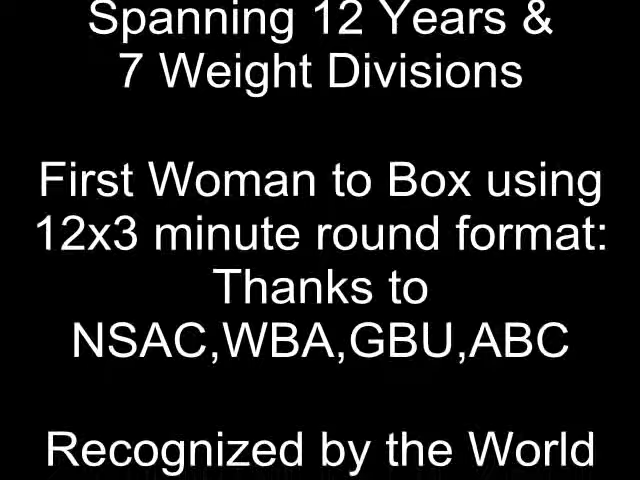 Spanning 12 Years &
7 Weight Divisions
First Woman to Box using
12x3 minute round format:
Thanks to
NSAC,WBA,GBU,ABC
Recognized by the World